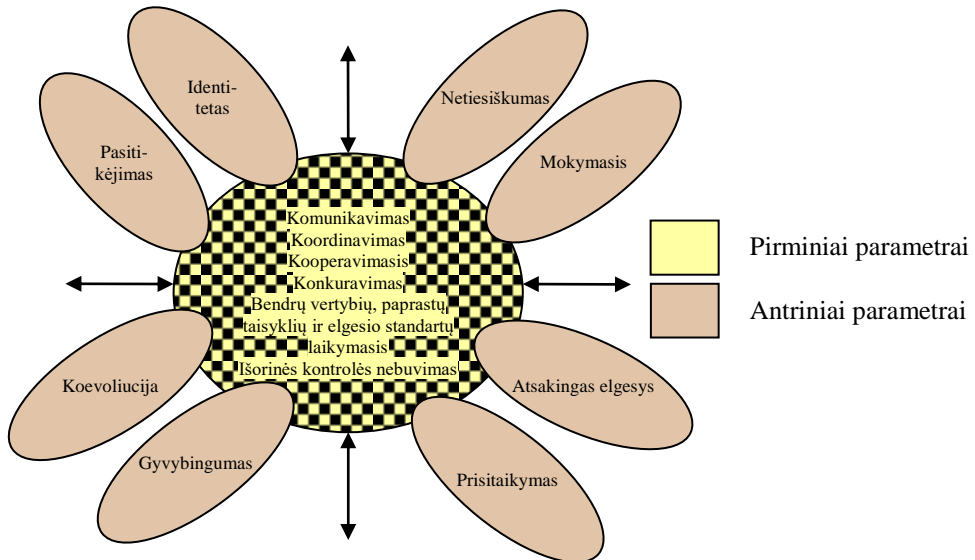 Identi-
tetas
Pasiti-
kėjimas
Netiesiškumas
Mokymasis
Komunikavimas
Koordinavimas
Kooperavimasis
Konkuravimas
Bendrų vertybių, paprastų
taisyklių ir elgesio standartų
laikymasis
Išorinės kontrolės nebuvimas
Koevoliucija
Gyvybingumas
Atsakingas elgesys
Prisitaikymas
Pirminiai parametrai
Antriniai parametrai